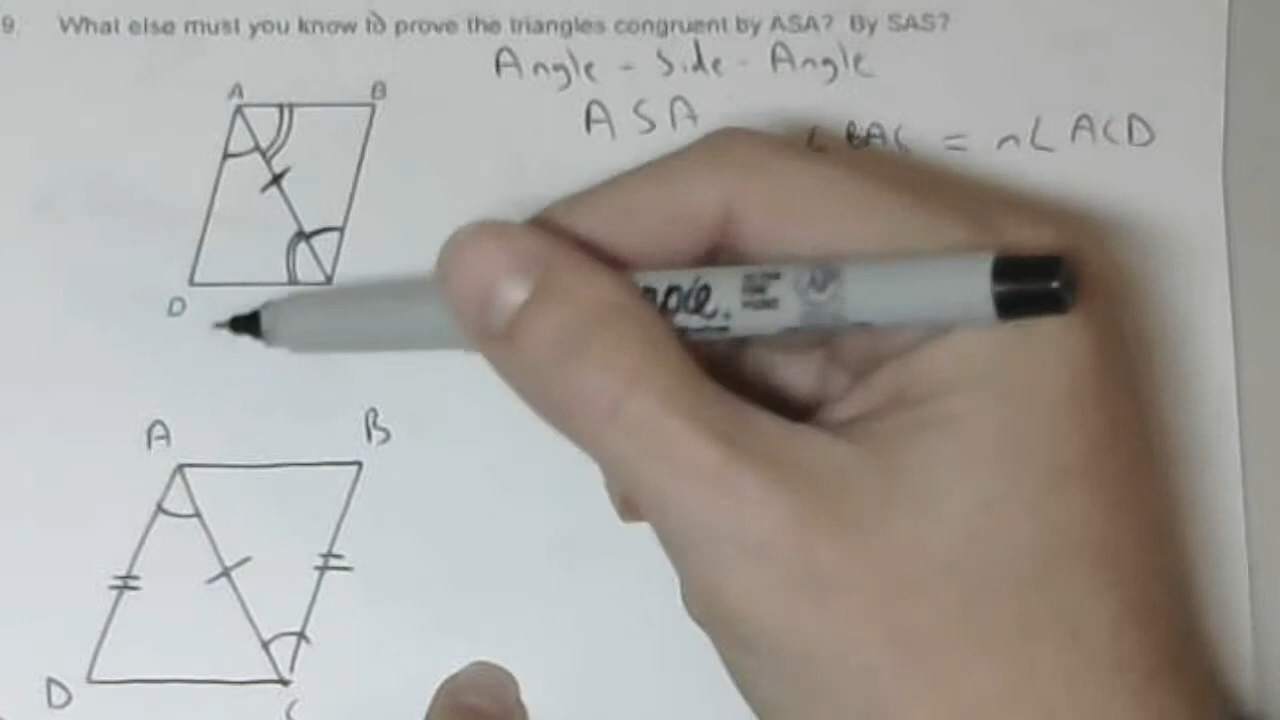 9. What else must you know to prove the triangles congruent by ASA? By SAS?
Angle - Side - Angle
A B
ASA
∠ BAC = m∠ ACD
D
A B
D C